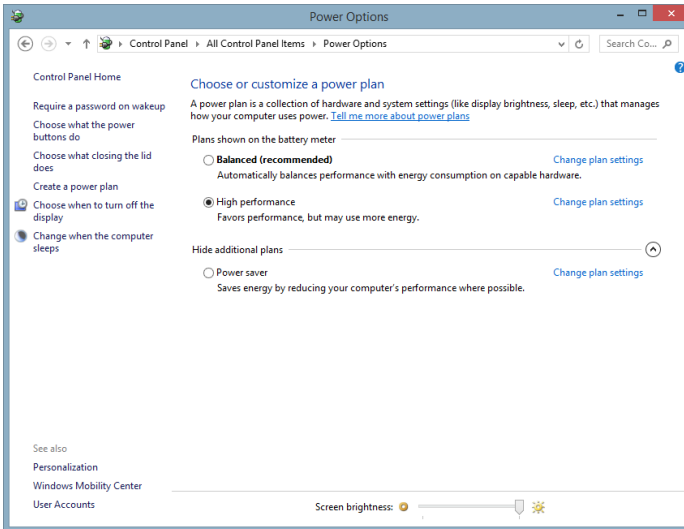 Power Options
Control Panel
All Control Panel Items
Power Options
Search Co...
Control Panel Home
Require a password on wakeup
Choose what the power
buttons do
Choose what closing the lid
does
Create a power plan
Choose when to turn off the
display
Change when the computer
sleeps
See also
Personalization
Windows Mobility Center
User Accounts
Choose or customize a power plan
A power plan is a collection of hardware and system settings (like display brightness, sleep, etc.) that manages
how your computer uses power. Tell me more about power plans
Plans shown on the battery meter
Balanced (recommended) Change plan settings
Automatically balances performance with energy consumption on capable hardware.
High performance Change plan settings
Favors performance, but may use more energy.
Hide additional plans
Power saver Change plan settings
Saves energy by reducing your computer's performance where possible.
Screen brightness: